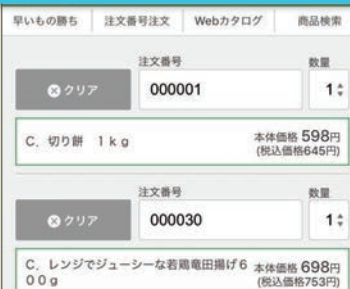 早いもの勝ち 注文番号注文 Webカタログ 商品検索
注文番号 数量
クリア 000001 1
C. 切り餅 1kg 本体価格 598円
(税込価格645円)
注文番号 数量
クリア 000030 1
C. レンジでジューシーな若鶏竜田揚げ6 本体価格 698円
00g (税込価格753円)